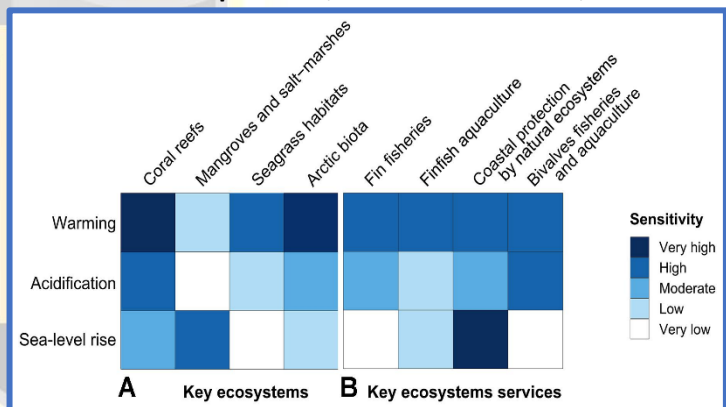 Coral reefs
Mangroves and salt-marshes
Seagrass habitats
Arctic biota
Fin fisheries
Finfish aquaculture
Coastal protection
by natural ecosystems
Bivalves fisheries
and aquaculture
Warming
Acidification
Sea-level rise
Sensitivity
Very high
High
Moderate
Low
Very low
A Key ecosystems
B Key ecosystems services